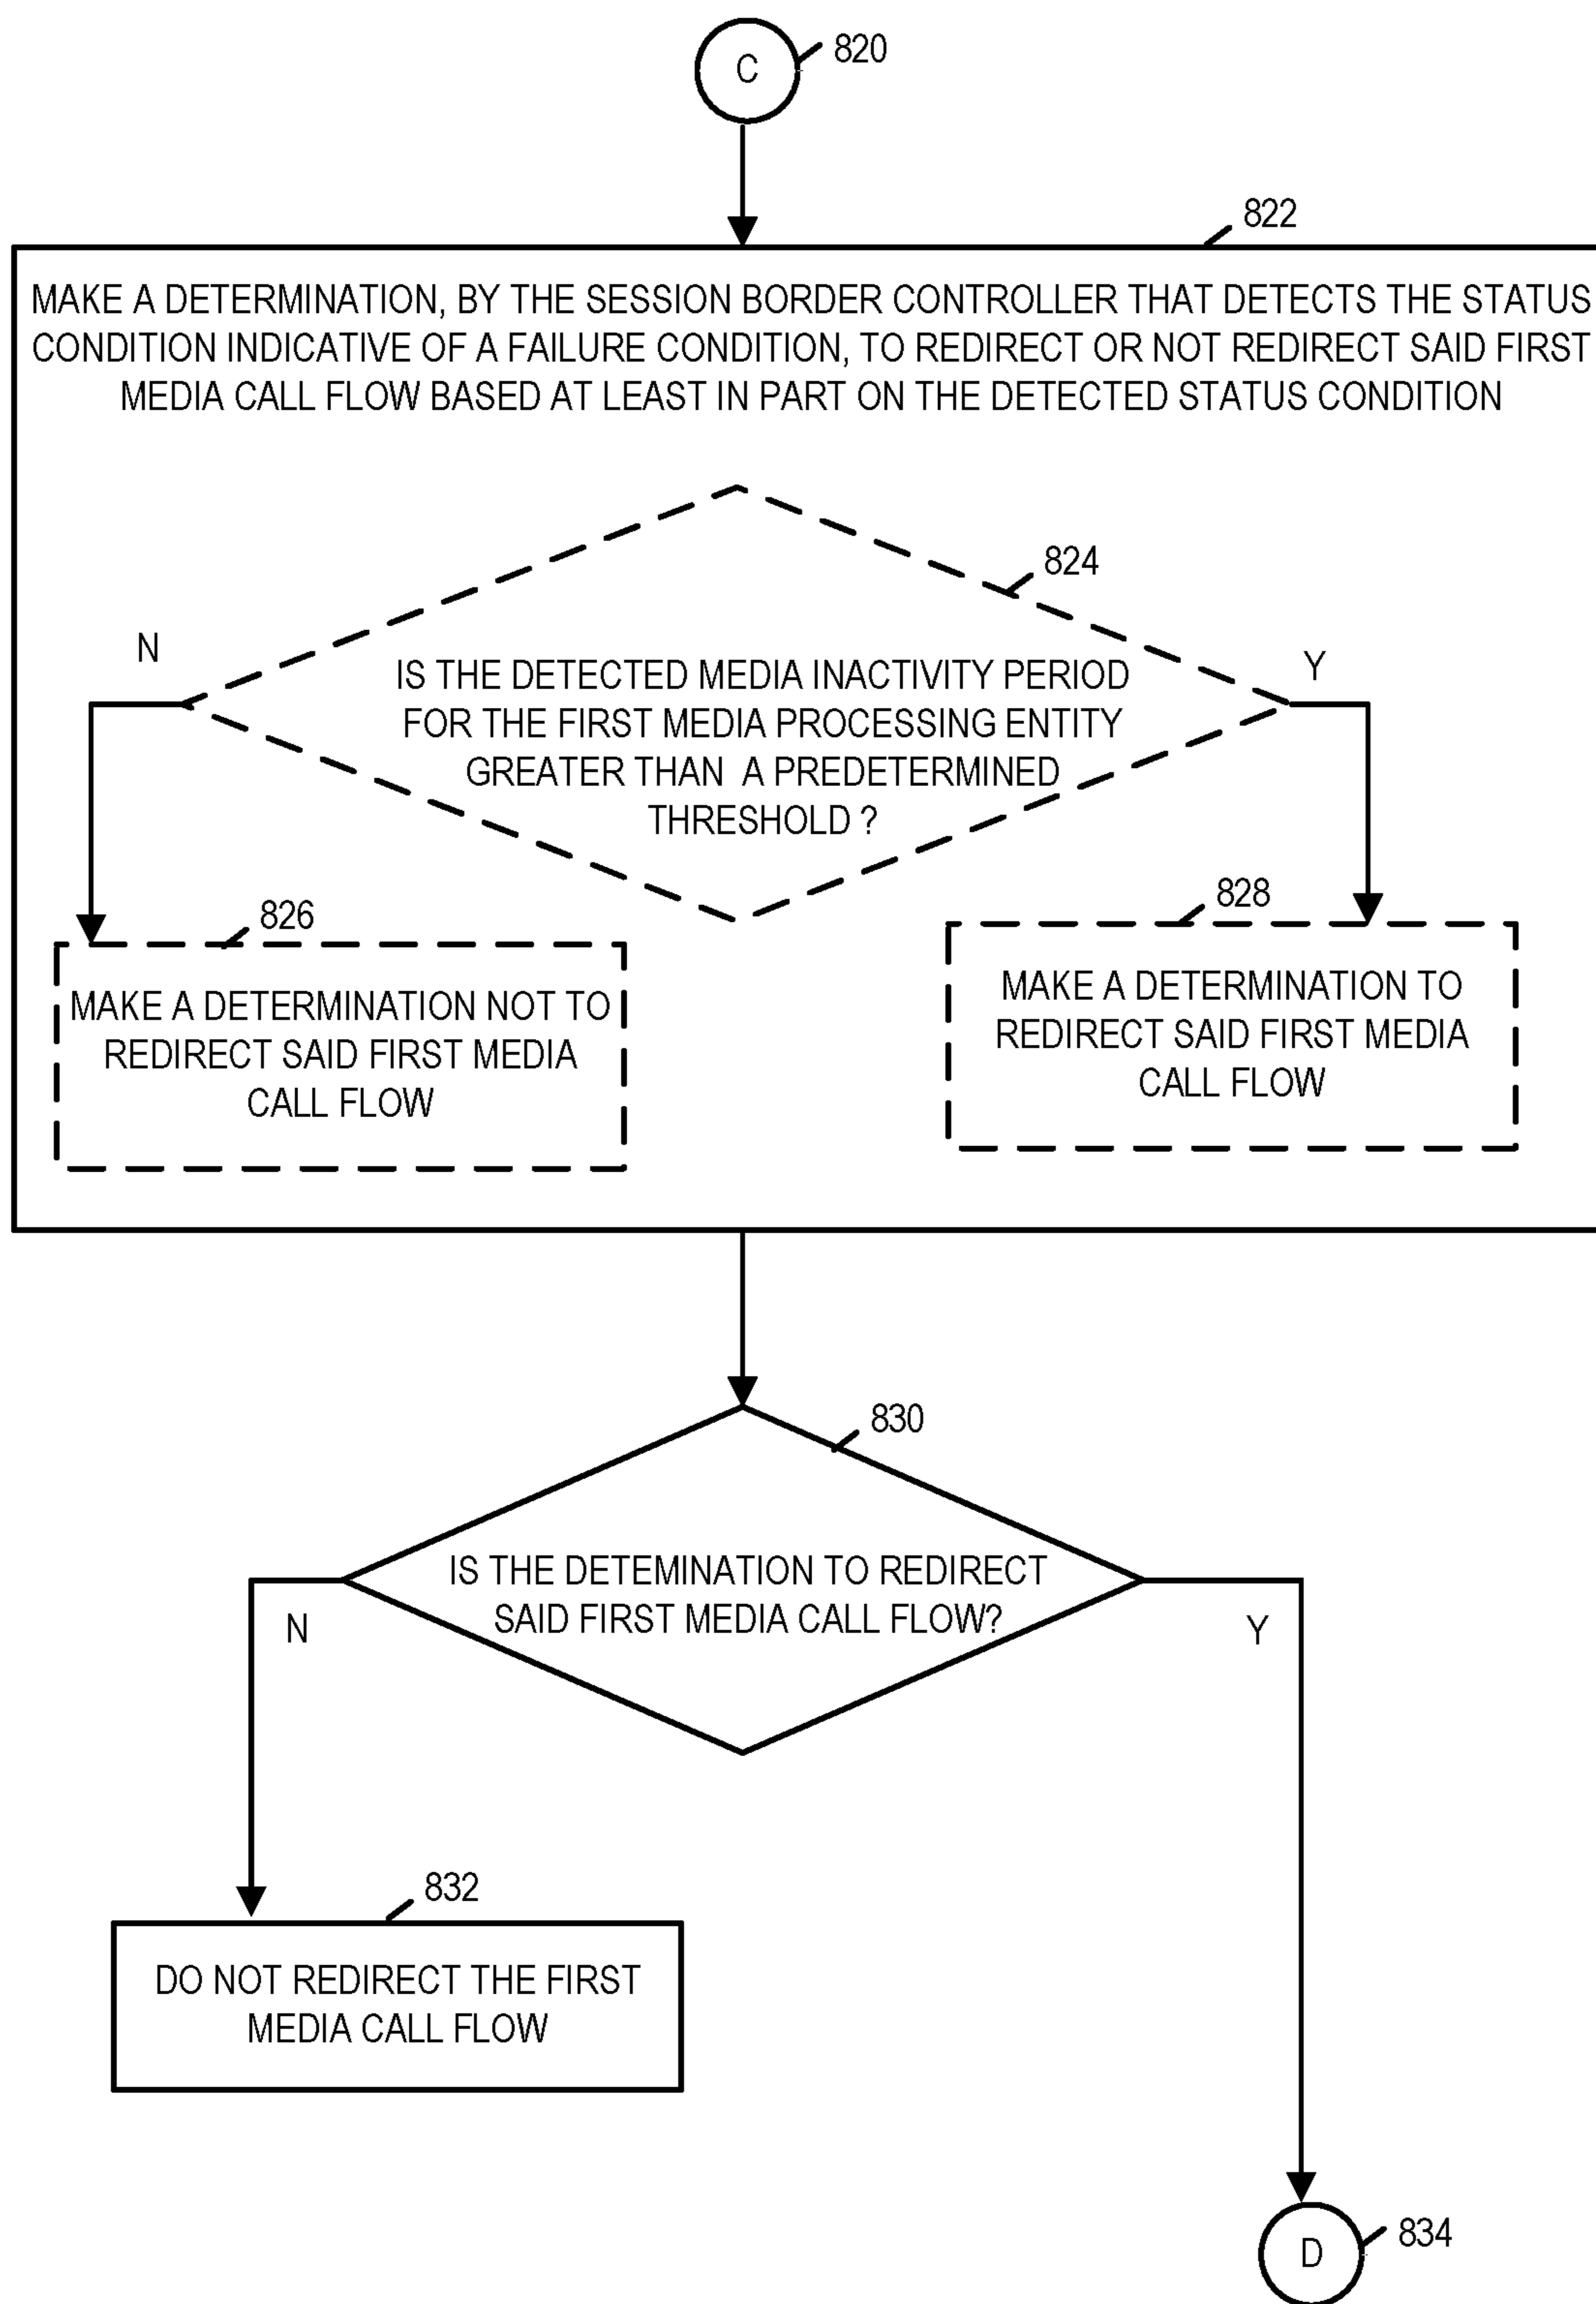 C
820
822
MAKE A DETERMINATION, BY THE SESSION BORDER CONTROLLER THAT DETECTS THE STATUS
CONDITION INDICATIVE OF A FAILURE CONDITION, TO REDIRECT OR NOT REDIRECT SAID FIRST
MEDIA CALL FLOW BASED AT LEAST IN PART ON THE DETECTED STATUS CONDITION
824
N
Y
IS THE DETECTED MEDIA INACTIVITY PERIOD
FOR THE FIRST MEDIA PROCESSING ENTITY
GREATER THAN A PREDETERMINED
THRESHOLD ?
826
MAKE A DETERMINATION NOT TO
REDIRECT SAID FIRST MEDIA
CALL FLOW
828
MAKE A DETERMINATION TO
REDIRECT SAID FIRST MEDIA
CALL FLOW
830
IS THE DETEMINATION TO REDIRECT
SAID FIRST MEDIA CALL FLOW?
N
Y
832
DO NOT REDIRECT THE FIRST
MEDIA CALL FLOW
D
834